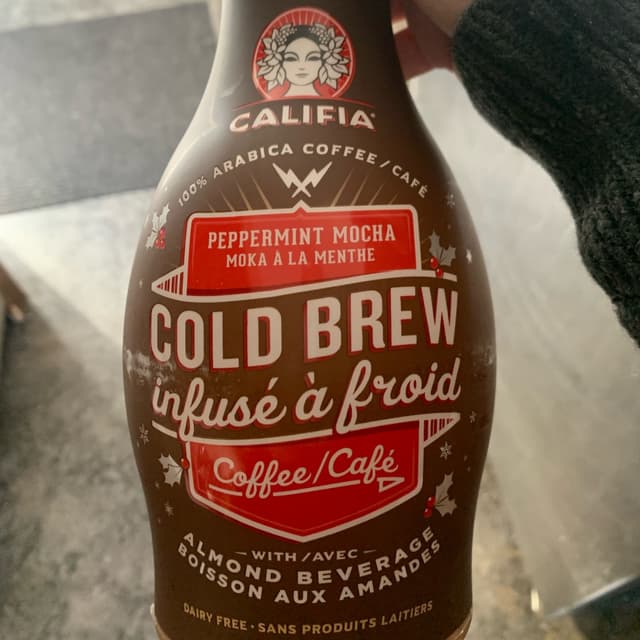 CALIFIA
100% ARABICA COFFEE/CAFÉ
PEPPERMINT MOCHA
MOKA À LA MENTHE
COLD BREW
infusé à froid
Coffee/Café
WITH/AVEC
ALMOND BEVERAGE
BOISSON AUX AMANDES
DAIRY FREE • SANS PRODUITS LAITIERS